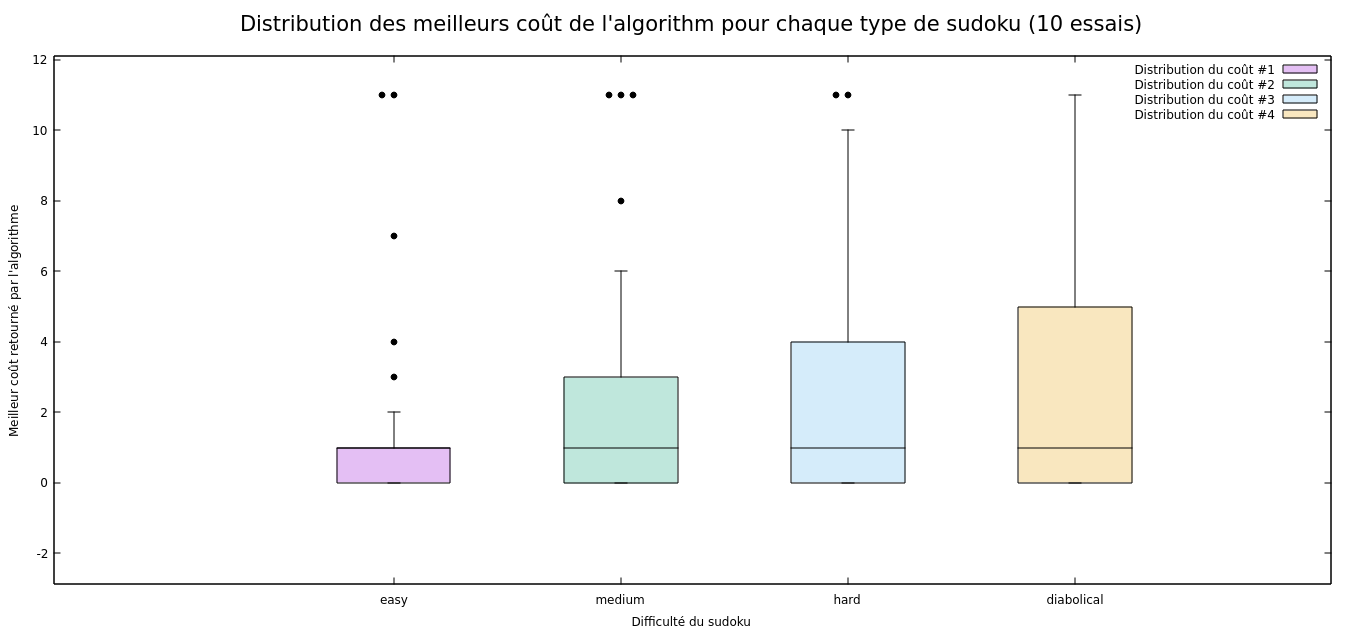 Distribution des meilleurs coût de l'algorithm pour chaque type de sudoku (10 essais)
Distribution du coût #1
Distribution du coût #2
Distribution du coût #3
Distribution du coût #4
Meilleur coût retourné par l'algorithme
12
10
8
6
4
2
0
-2
easy medium hard diabolical
Difficulté du sudoku